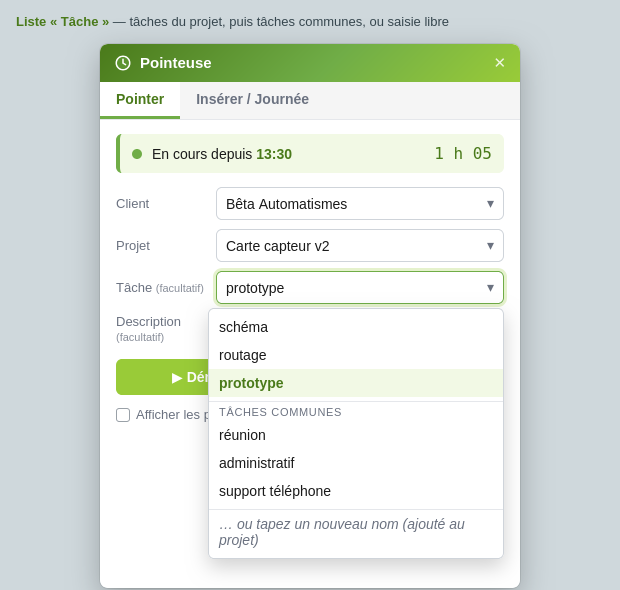 Liste « Tâche » — tâches du projet, puis tâches communes, ou saisie libre
Pointeuse ×
Pointer Insérer / Journée
En cours depuis 13:30 1 h 05
Client Bêta Automatismes ▼
Projet Carte capteur v2 ▼
Tâche (facultatif) prototype ▼
Description
(facultatif)
schéma
routage
▶ Dér
prototype
TÂCHES COMMUNES
Afficher les p
réunion
administratif
support téléphone
… ou tapez un nouveau nom (ajouté au
projet)